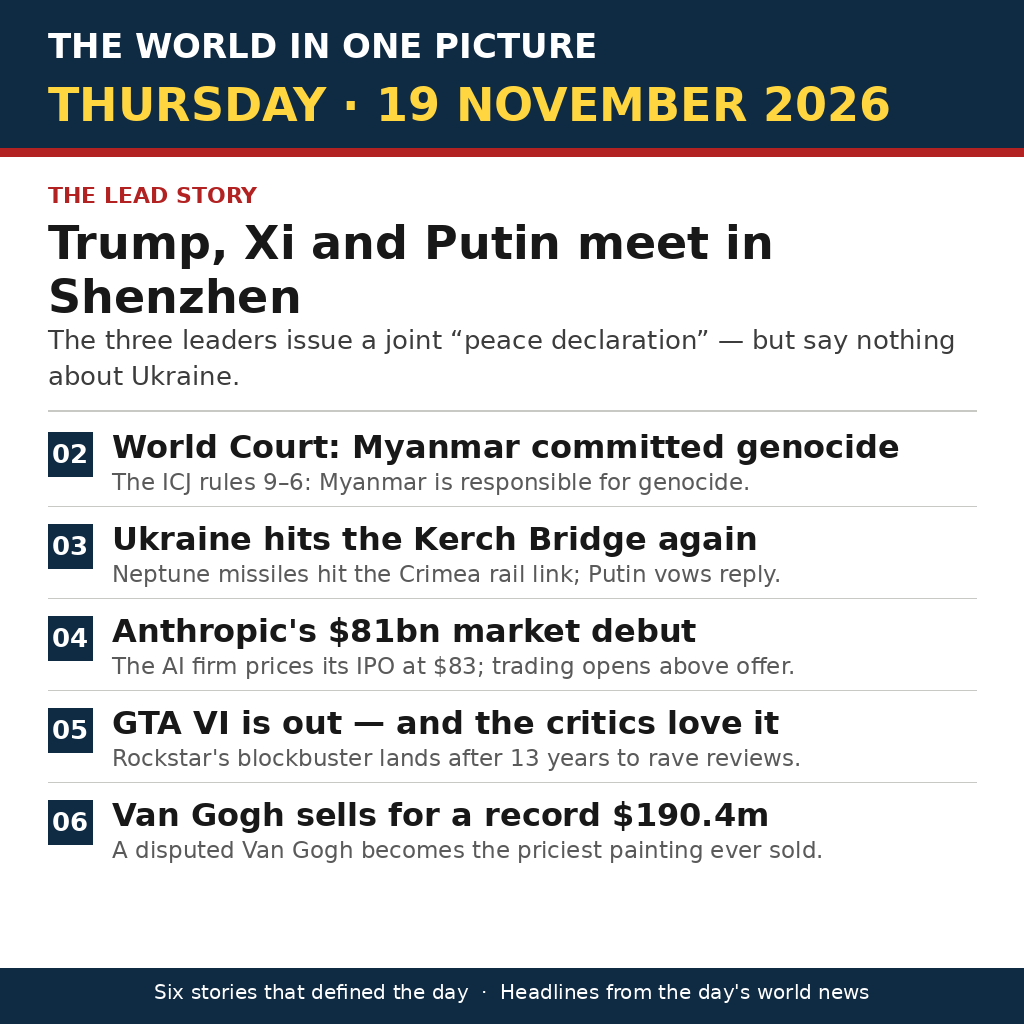 THE WORLD IN ONE PICTURE
THURSDAY · 19 NOVEMBER 2026
THE LEAD STORY
Trump, Xi and Putin meet in
Shenzhen
The three leaders issue a joint “peace declaration” — but say nothing
about Ukraine.
02
World Court: Myanmar committed genocide
The ICJ rules 9–6: Myanmar is responsible for genocide.
03
Ukraine hits the Kerch Bridge again
Neptune missiles hit the Crimea rail link; Putin vows reply.
04
Anthropic's $81bn market debut
The AI firm prices its IPO at $83; trading opens above offer.
05
GTA VI is out — and the critics love it
Rockstar's blockbuster lands after 13 years to rave reviews.
06
Van Gogh sells for a record $190.4m
A disputed Van Gogh becomes the priciest painting ever sold.
Six stories that defined the day · Headlines from the day's world news